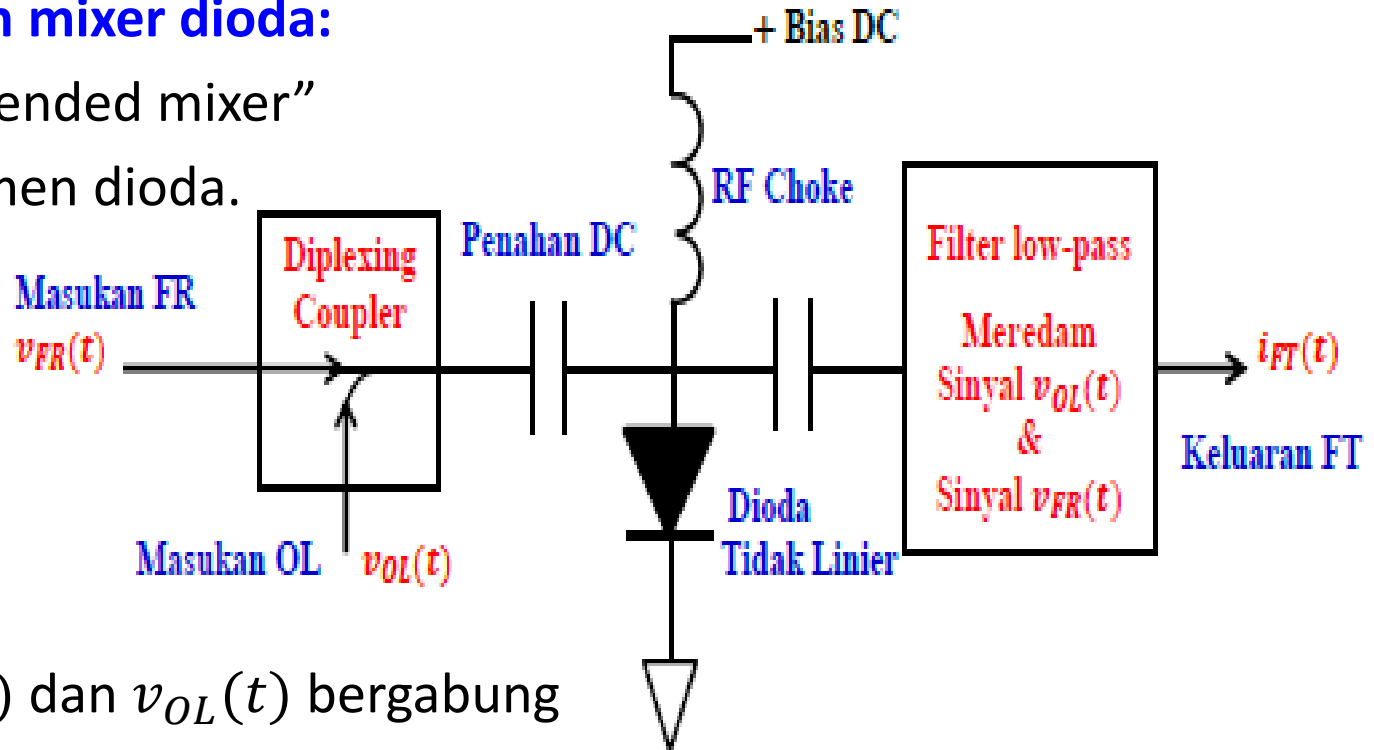 n mixer dioda:
ended mixer”
nen dioda.
+ Bias DC
RF Choke
Penahan DC
Diplexing
Coupler
Masukan FR
v_FR(t)
Masukan OL v_OL(t)
Dioda
Tidak Linier
Filter low-pass
Meredam
Sinyal v_OL(t)
&
Sinyal v_FR(t)
i_FT(t)
Keluaran FT
) dan v_OL(t) bergabung